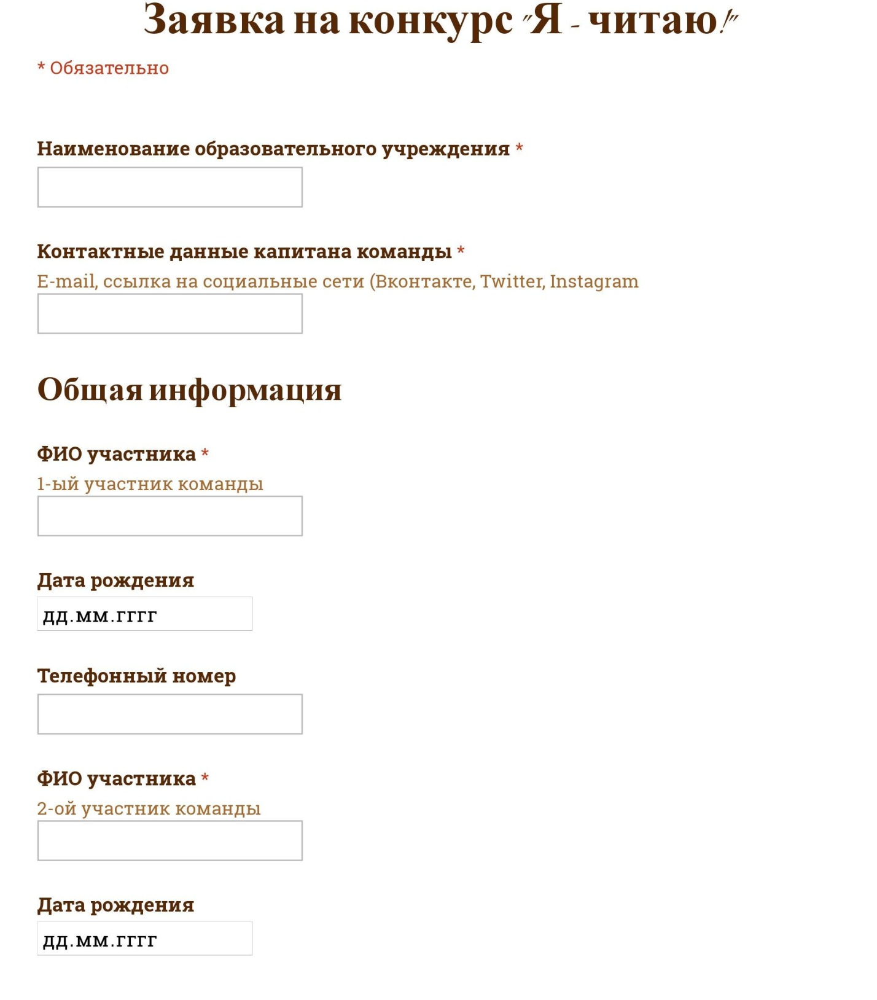 Заявка на конкурс "Я - читаю!"
* Обязательно
Наименование образовательного учреждения *
Контактные данные капитана команды *
E-mail, ссылка на социальные сети (Вконтакте, Twitter, Instagram
Общая информация
ФИО участника *
1-ый участник команды
Дата рождения
дд.мм.гггг
Телефонный номер
ФИО участника *
2-ой участник команды
Дата рождения
дд.мм.гггг